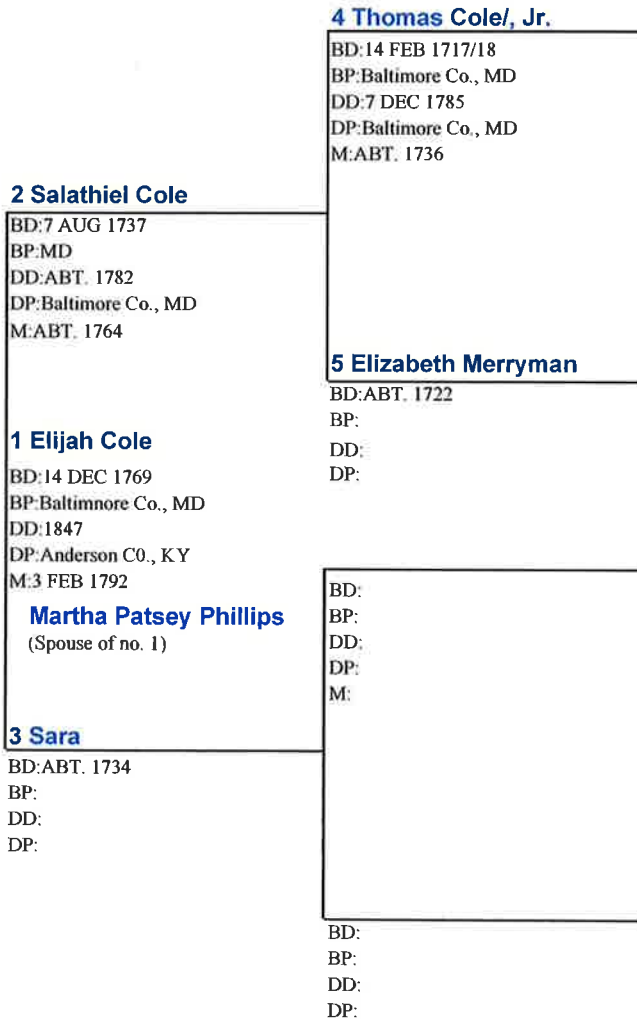 4 Thomas Cole/, Jr.
BD:14 FEB 1717/18
BP:Baltimore Co., MD
DD:7 DEC 1785
DP:Baltimore Co., MD
M:ABT. 1736
2 Salathiel Cole
BD:7 AUG 1737
BP:MD
DD:ABT. 1782
DP:Baltimore Co., MD
M:ABT. 1764
5 Elizabeth Merryman
BD:ABT. 1722
BP:
DD:
DP:
1 Elijah Cole
BD:14 DEC 1769
BP:Baltimnore Co., MD
DD:1847
DP:Anderson C0., KY
M:3 FEB 1792
Martha Patsey Phillips
(Spouse of no. 1)
BD:
BP:
DD:
DP:
M:
3 Sara
BD:ABT. 1734
BP:
DD:
DP:
BD:
BP:
DD:
DP: